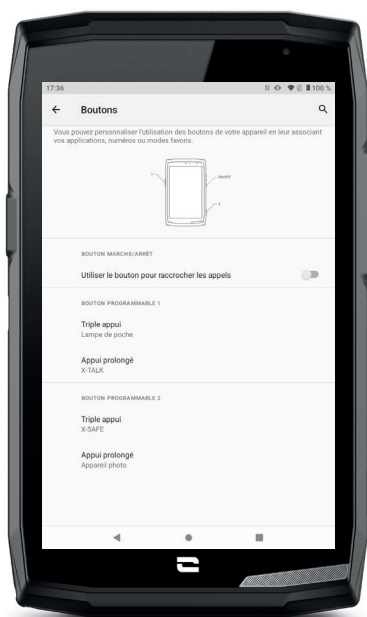 17:36
100 %
Boutons
Vous pouvez personnaliser l'utilisation des boutons de votre appareil en leur associant
vos applications, numéros ou modes favoris.
ON/OFF
BOUTON MARCHE/ARRÊT
Utiliser le bouton pour raccrocher les appels
BOUTON PROGRAMMABLE 1
Triple appui
Lampe de poche
Appui prolongé
X-TALK
BOUTON PROGRAMMABLE 2
Triple appui
X-SAFE
Appui prolongé
Appareil photo